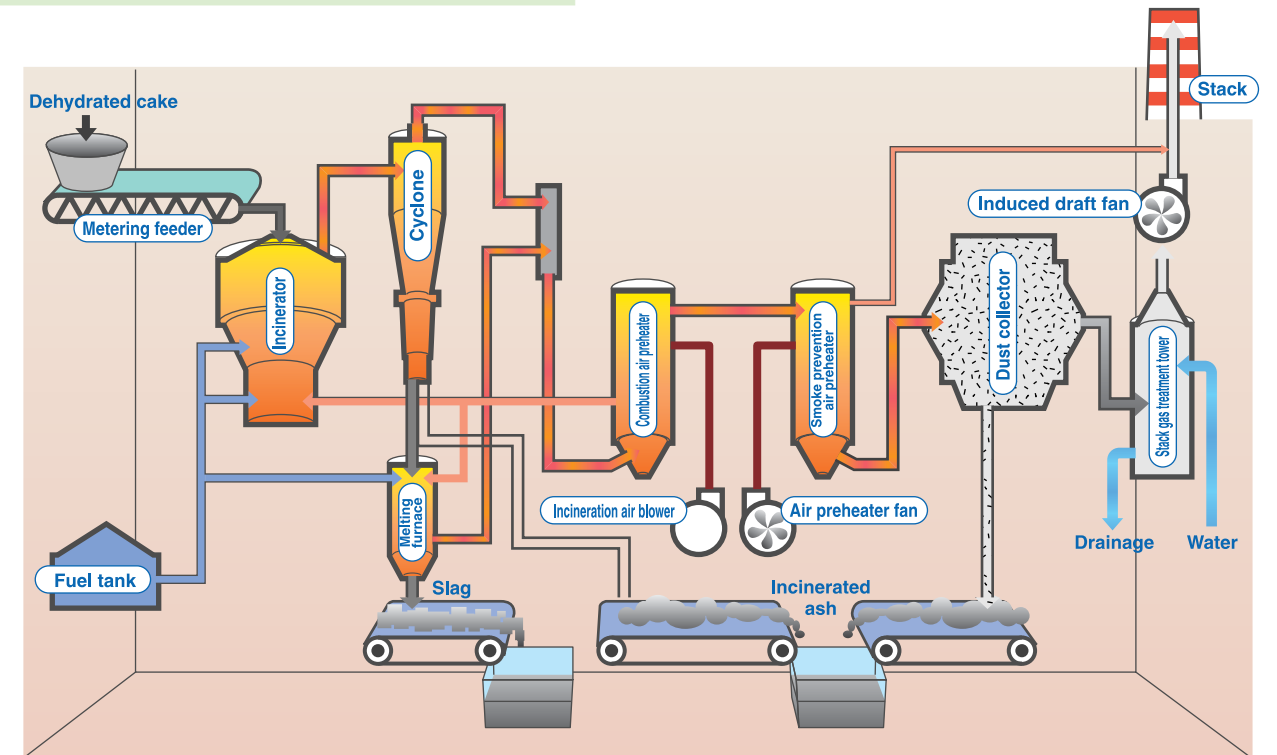 Dehydrated cake
Metering feeder
Incinerator
Cyclone
Fuel tank
Melting
furnace
Slag
Combustion air preheater
Smoke prevention
air preheater
Incineration air blower
Air preheater fan
Incinerated
ash
Dust collector
Induced draft fan
Stack
Stack gas treatment tower
Drainage
Water